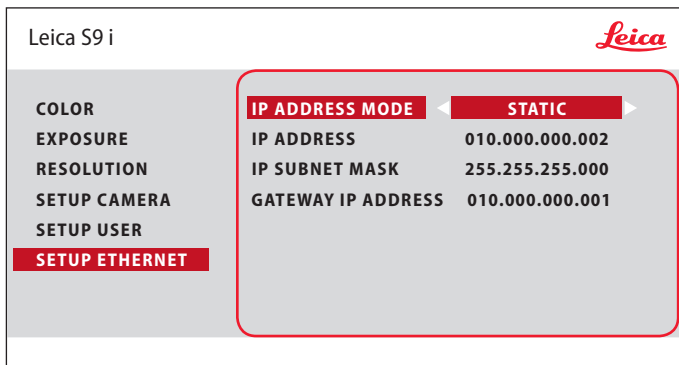 Leica S9 i
Leica
COLOR
EXPOSURE
RESOLUTION
SETUP CAMERA
SETUP USER
SETUP ETHERNET
IP ADDRESS MODE STATIC
IP ADDRESS 010.000.000.002
IP SUBNET MASK 255.255.255.000
GATEWAY IP ADDRESS 010.000.000.001